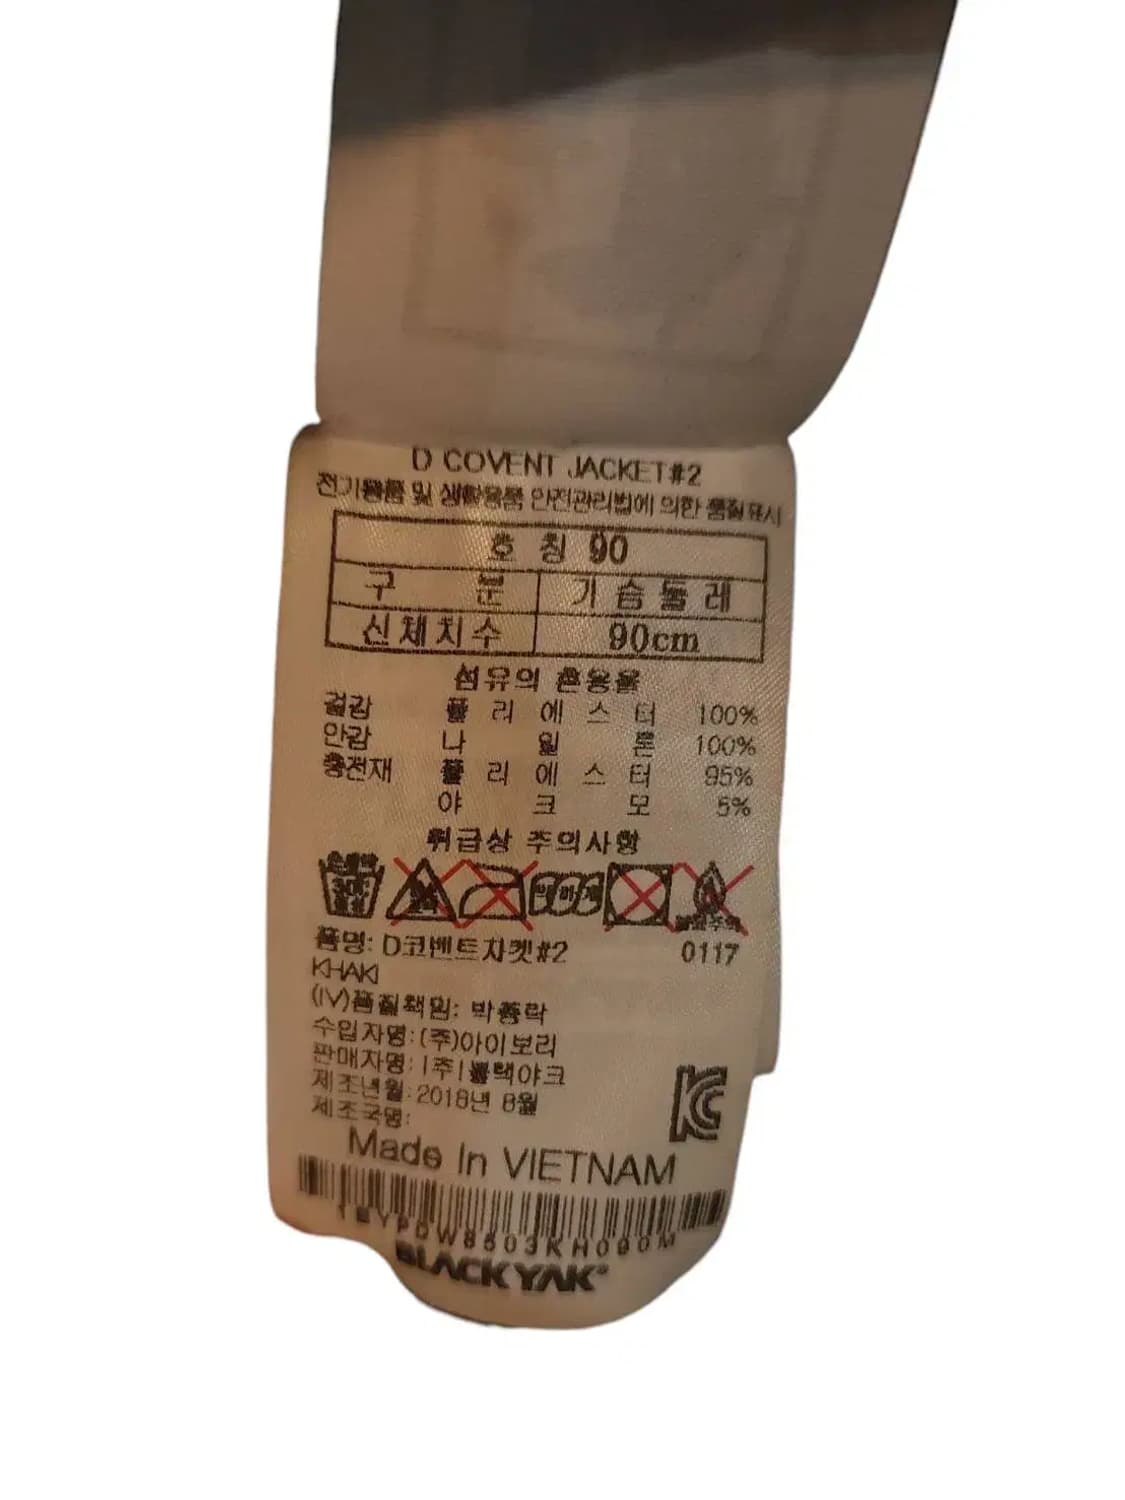 D COVENT JACKET#2
전기용품 및 생활용품 안전관리법에 의한 품질표시
호 칭 90
구 분 가 슴 둘 레
신체치수 90cm
섬유의 혼용율
겉감 폴 리 에 스 터 100%
안감 나 일 론 100%
충전재 폴 리 에 스 터 95%
야 크 모 5%
취급상 주의사항
품명: D코벤트자켓#2 0117
KHAKI
(IV)품질책임:
수입자명:(주)아이보리
판매자명:(주)블랙야크
제조년월:2018년 8월
제조국명:
Made In VIETNAM
BLACKYAK